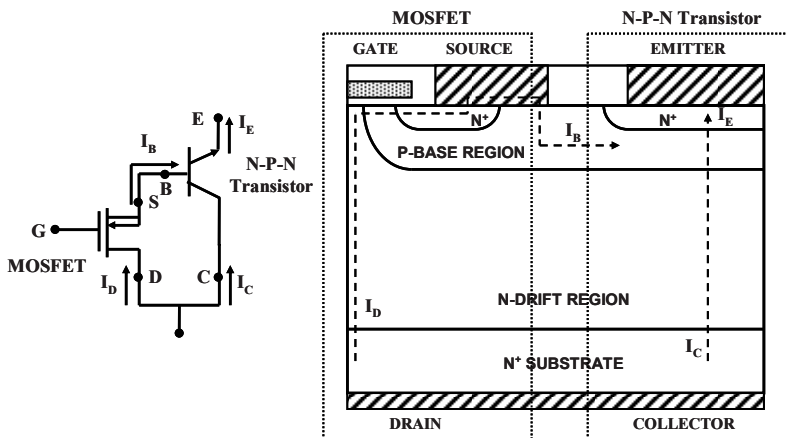 MOSFET
N-P-N Transistor
GATE
SOURCE
EMITTER
E
I_E
I_B
B
N-P-N
Transistor
S
G
MOSFET
I_D
D
C
I_C
N+
N+
I_E
I_B
P-BASE REGION
I_D
N-DRIFT REGION
I_C
N+ SUBSTRATE
DRAIN
COLLECTOR